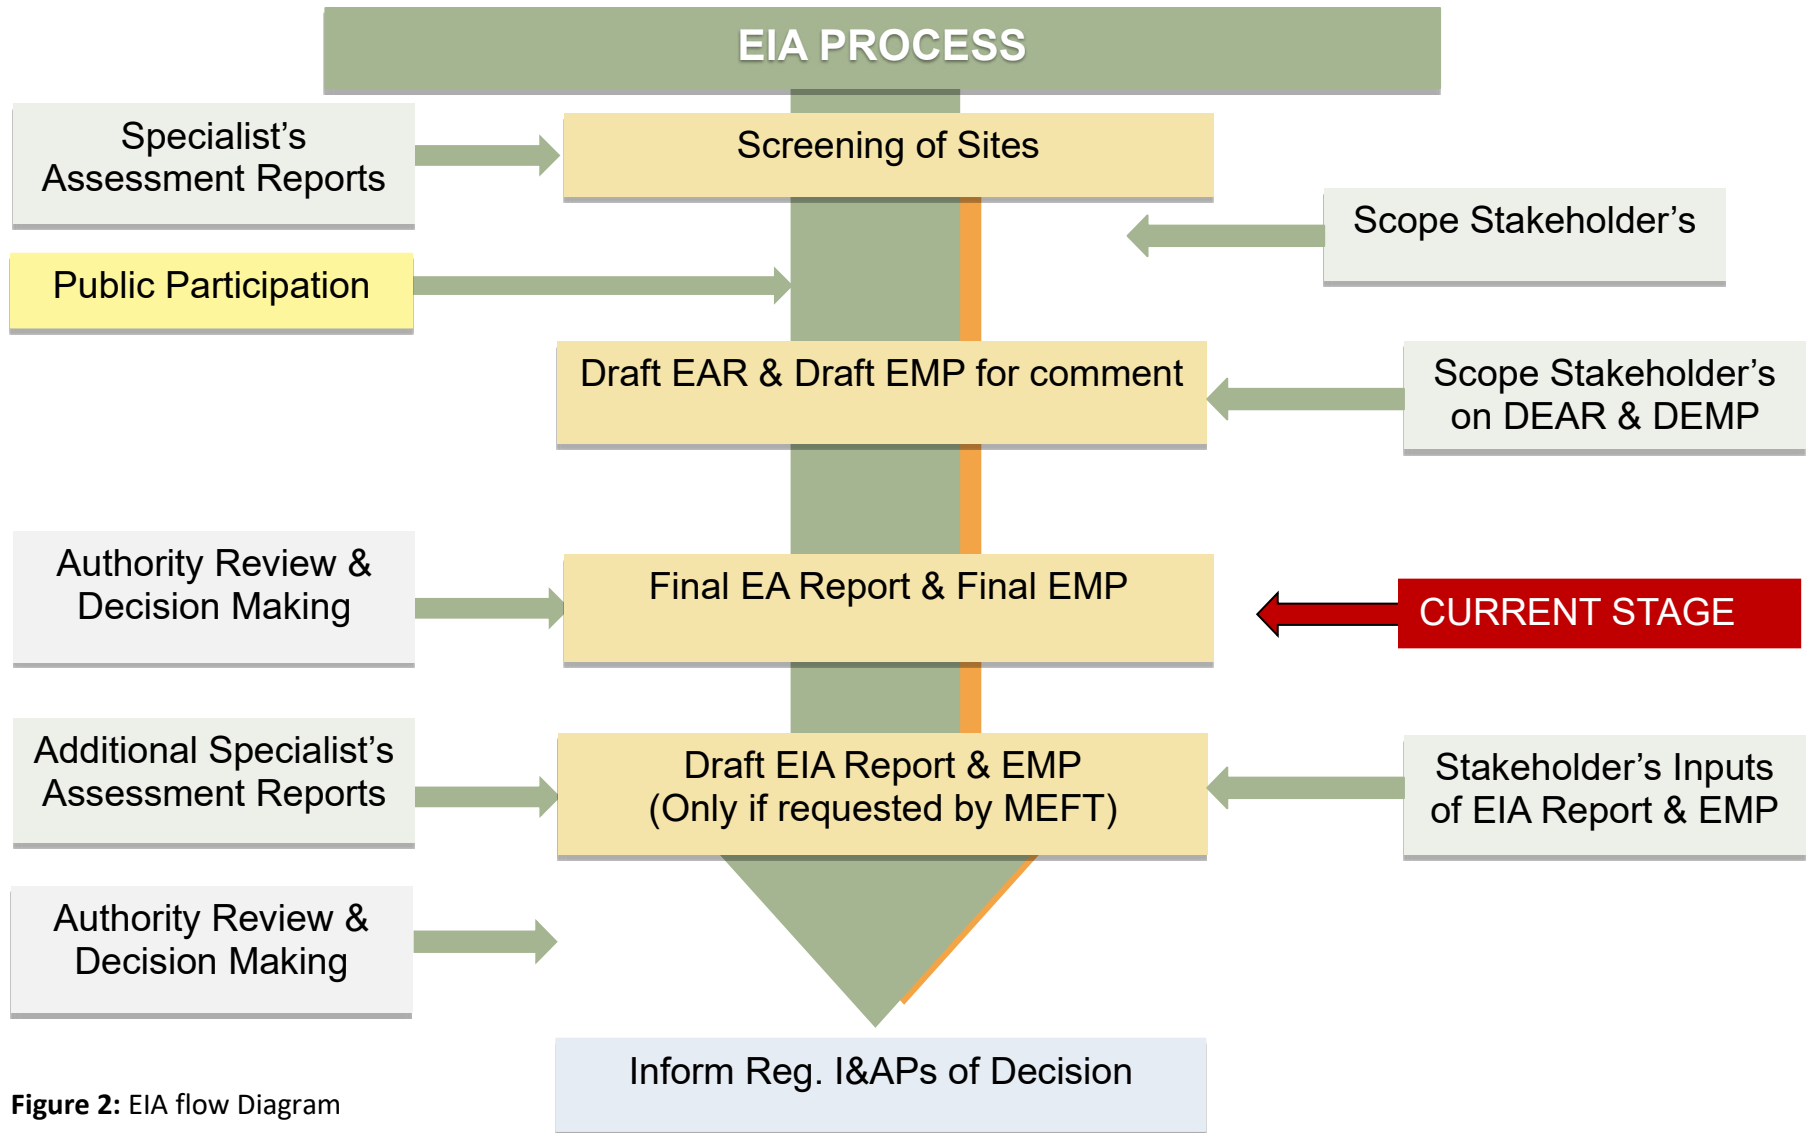 EIA PROCESS
Specialist’s
Assessment Reports
Screening of Sites
Scope Stakeholder’s
Public Participation
Draft EAR & Draft EMP for comment
Scope Stakeholder’s
on DEAR & DEMP
Authority Review &
Decision Making
Final EA Report & Final EMP
CURRENT STAGE
Additional Specialist’s
Assessment Reports
Draft EIA Report & EMP
(Only if requested by MEFT)
Stakeholder’s Inputs
of EIA Report & EMP
Authority Review &
Decision Making
Inform Reg. I&APs of Decision
Figure 2: EIA flow Diagram